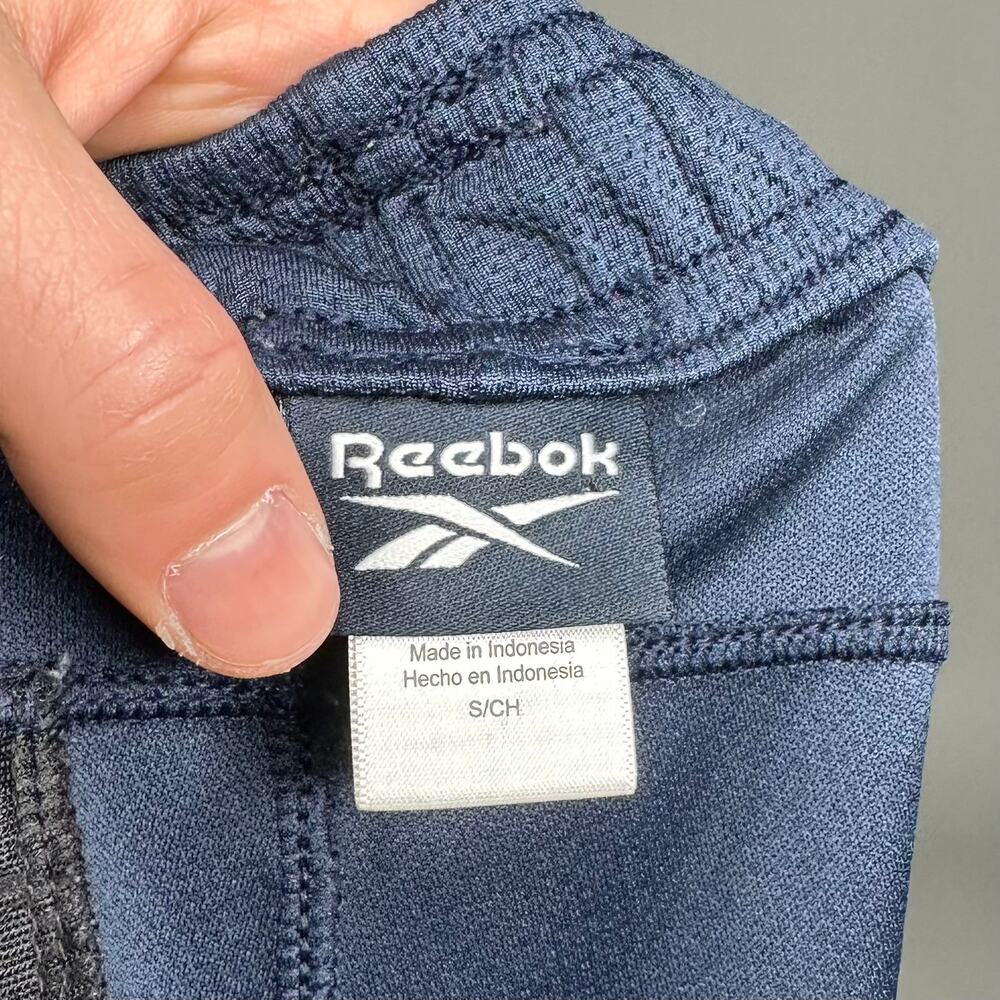 Reebok
Made in Indonesia
Hecho en Indonesia
S/CH